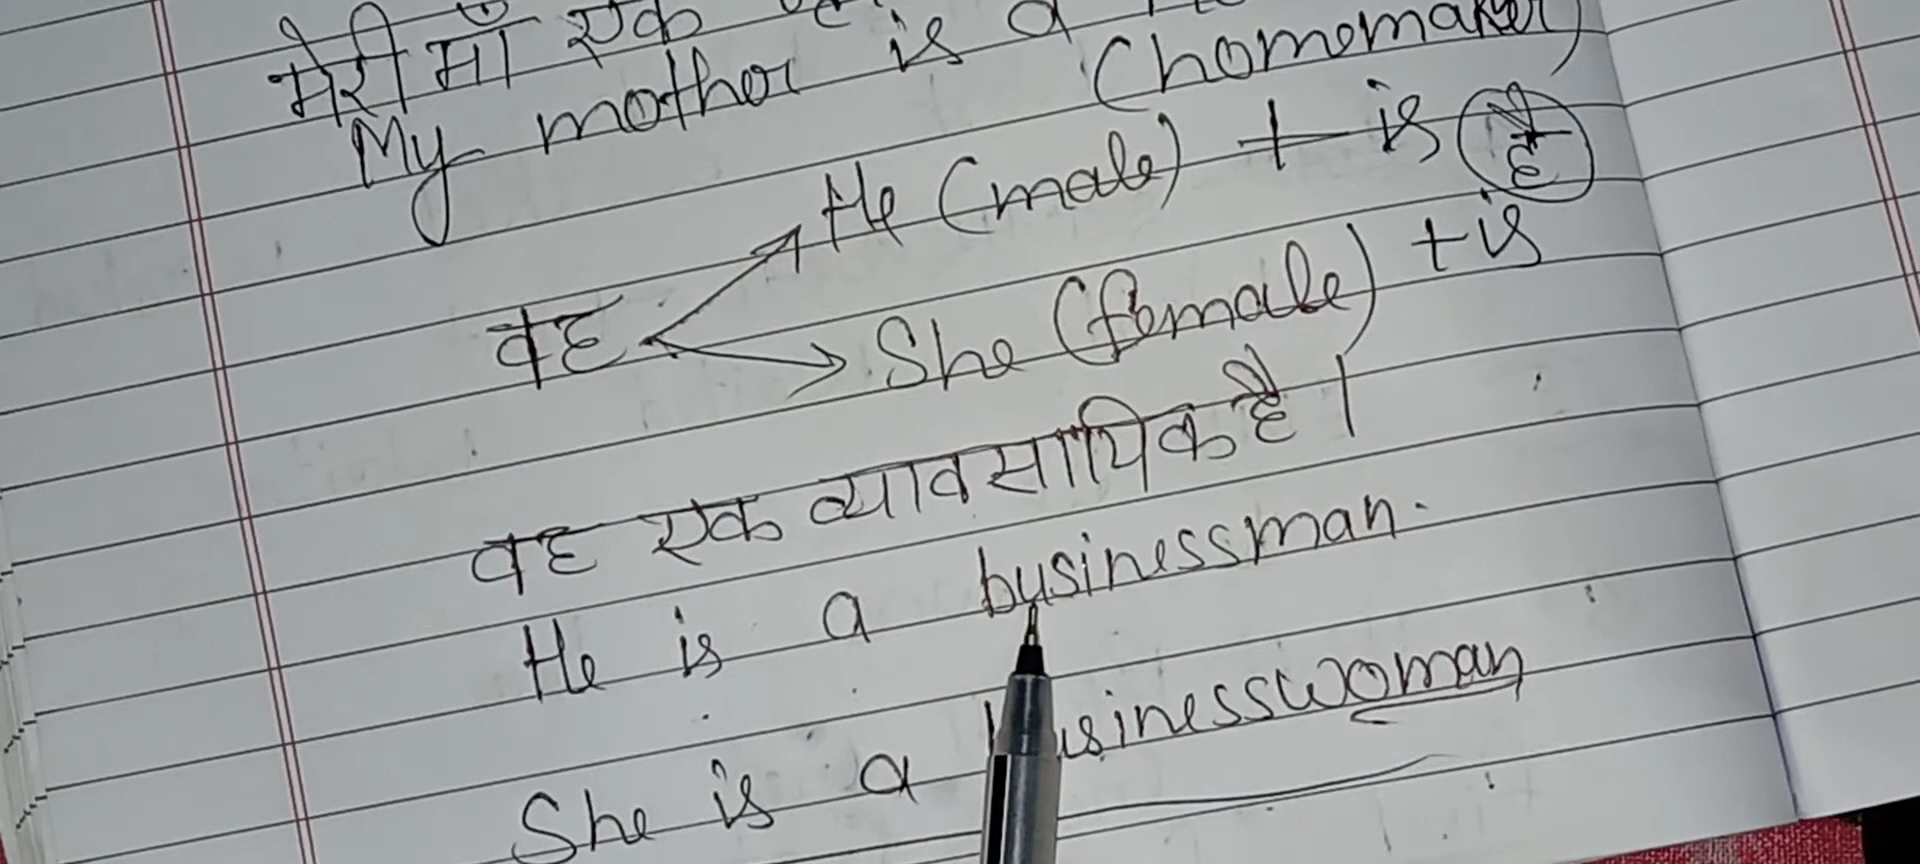 मेरी माँ एक
My mother is a
(homemaker)
He (male) + is है
वह
She (female) + is
वह एक व्यावसायिक है।
He is a businessman.
She is a businesswoman